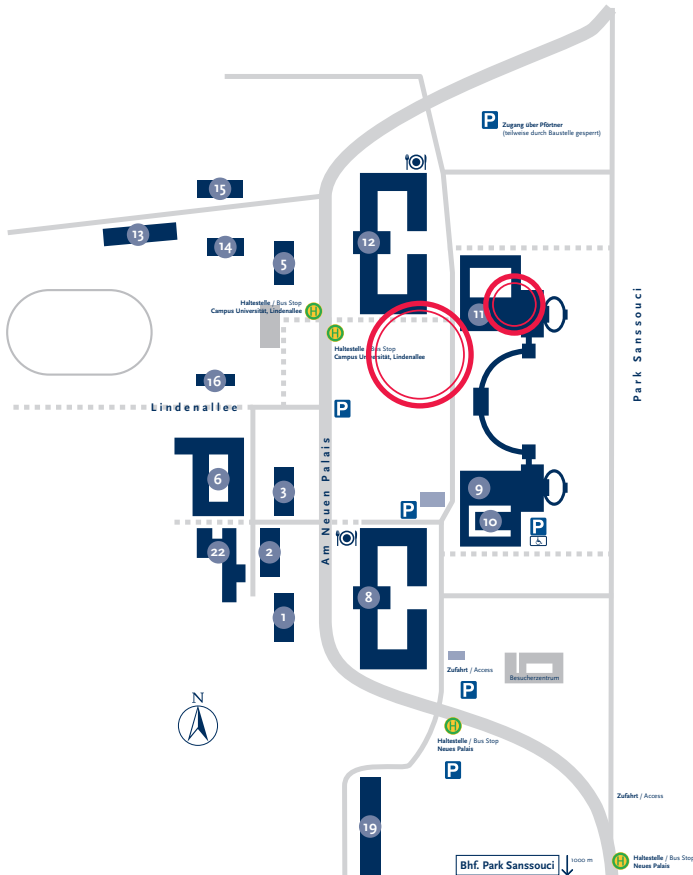 Zugang über Pförtner
(teilweise durch Baustelle gesperrt)
15
13
14
12
5
Haltestelle / Bus Stop
Campus Universität, Lindenallee
H
11
H
Haltestelle / Bus Stop
Campus Universität, Lindenallee
Park Sanssouci
16
Lindenallee
P
Am Neuen Palais
6
3
9
P
10
P
22
2
8
1
Zufahrt / Access
Besucherzentrum
P
N
H
Haltestelle / Bus Stop
Neues Palais
P
Zufahrt / Access
19
Bhf. Park Sanssouci
1000 m
H
Haltestelle / Bus Stop
Neues Palais
P